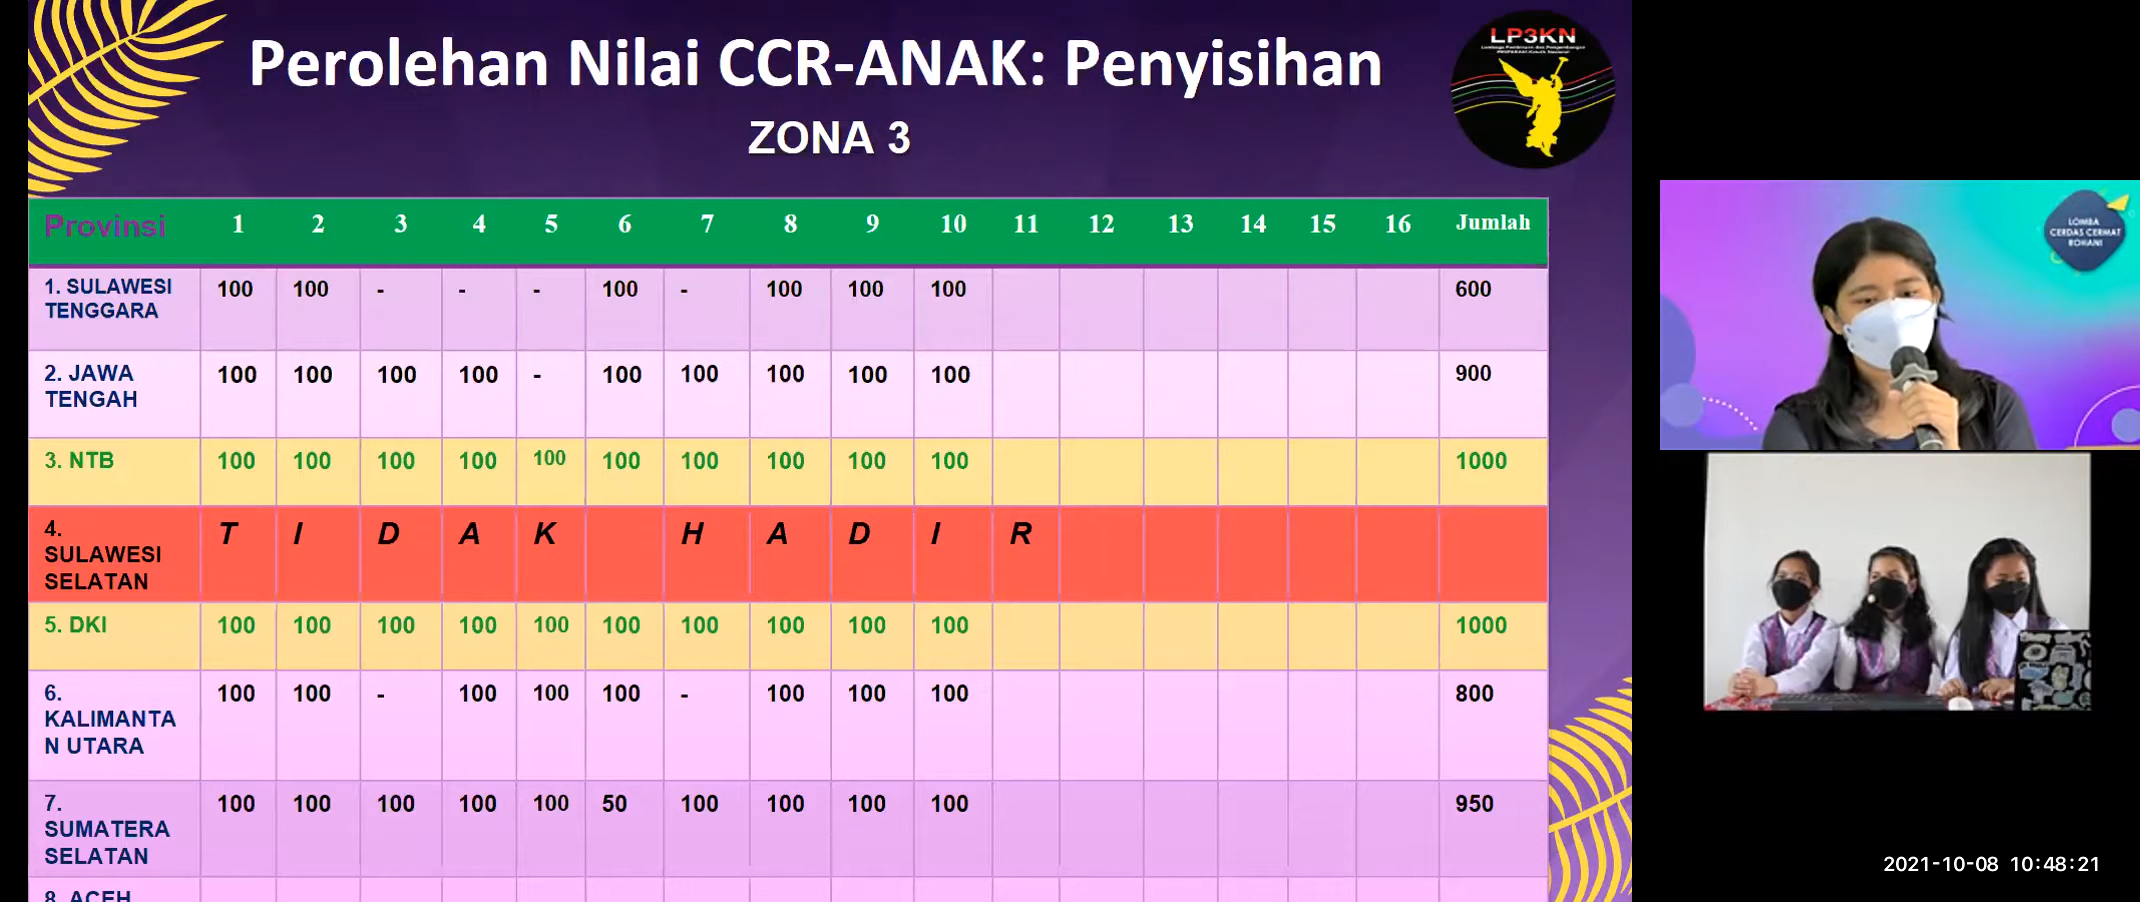 Perolehan Nilai CCR-ANAK: Penyisihan
ZONA 3
LP3KN
Provinsi 1 2 3 4 5 6 7 8 9 10 11 12 13 14 15 16 Jumlah
1. SULAWESI
TENGGARA
100 100 - - - 100 - 100 100 100 600
2. JAWA
TENGAH
100 100 100 100 - 100 100 100 100 100 900
3. NTB 100 100 100 100 100 100 100 100 100 100 1000
4.
SULAWESI
SELATAN
T I D A K H A D I R
5. DKI 100 100 100 100 100 100 100 100 100 100 1000
6.
KALIMANTA
N UTARA
100 100 - 100 100 100 - 100 100 100 800
7.
SUMATERA
SELATAN
100 100 100 100 100 50 100 100 100 100 950
8. ACEH
LOMBA
CERDAS CERMAT
ROHANI
2021-10-08 10:48:21